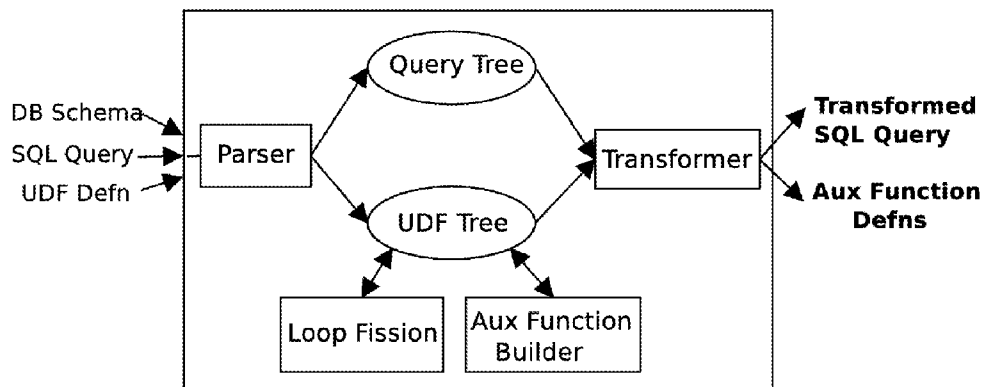 Query Tree
DB Schema
SQL Query
UDF Defn
Parser
Transformer
Transformed
SQL Query
Aux Function
Defns
UDF Tree
Loop Fission
Aux Function
Builder